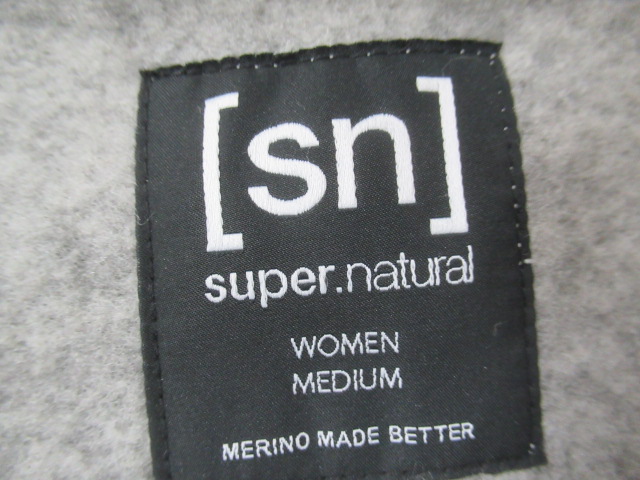 [sn]
super.natural
WOMEN
MEDIUM
MERINO MADE BETTER